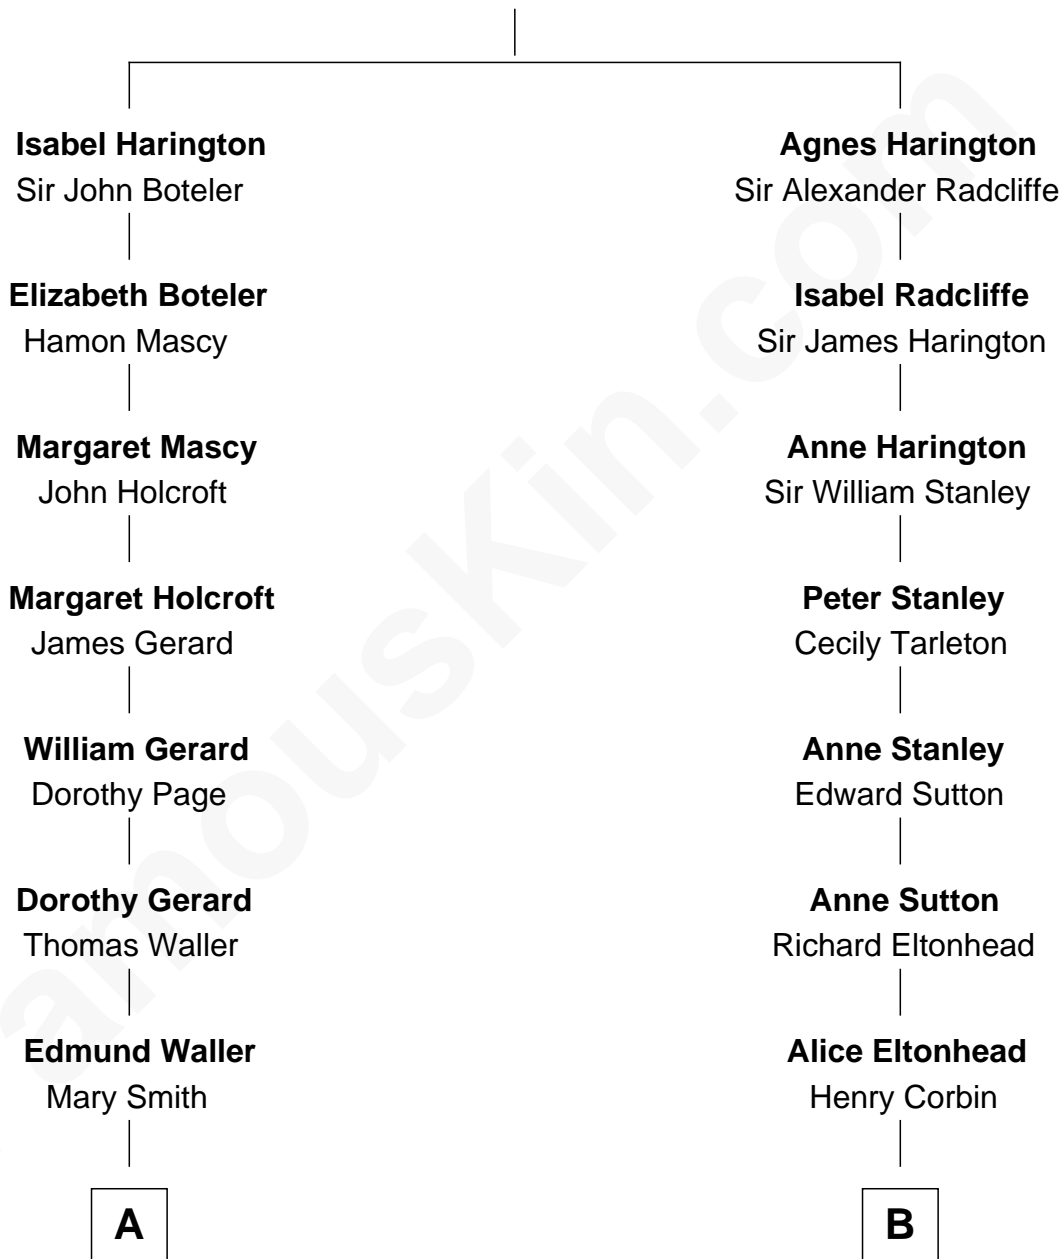 Isabel Harington
Sir John Boteler
Elizabeth Boteler
Hamon Mascy
Margaret Mascy
John Holcroft
Margaret Holcroft
James Gerard
William Gerard
Dorothy Page
Dorothy Gerard
Thomas Waller
Edmund Waller
Mary Smith
A
Agnes Harington
Sir Alexander Radcliffe
Isabel Radcliffe
Sir James Harington
Anne Harington
Sir William Stanley
Peter Stanley
Cecily Tarleton
Anne Stanley
Edward Sutton
Anne Sutton
Richard Eltonhead
Alice Eltonhead
Henry Corbin
B
amousKin.com